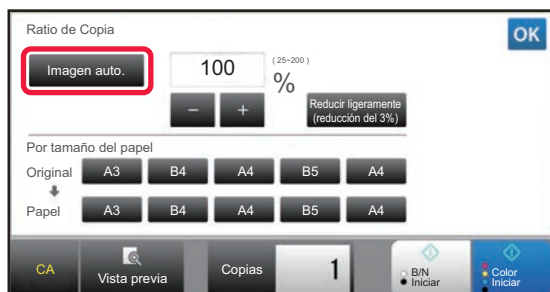 Ratio de Copia
OK
Imagen auto.
100
(25~200)
%
- +
Reducir ligeramente
(reducción del 3%)
Por tamaño del papel
Original A3 B4 A4 B5 A4
Papel A3 B4 A4 B5 A4
CA
Vista previa
Copias
1
B/N
Iniciar
Color
Iniciar